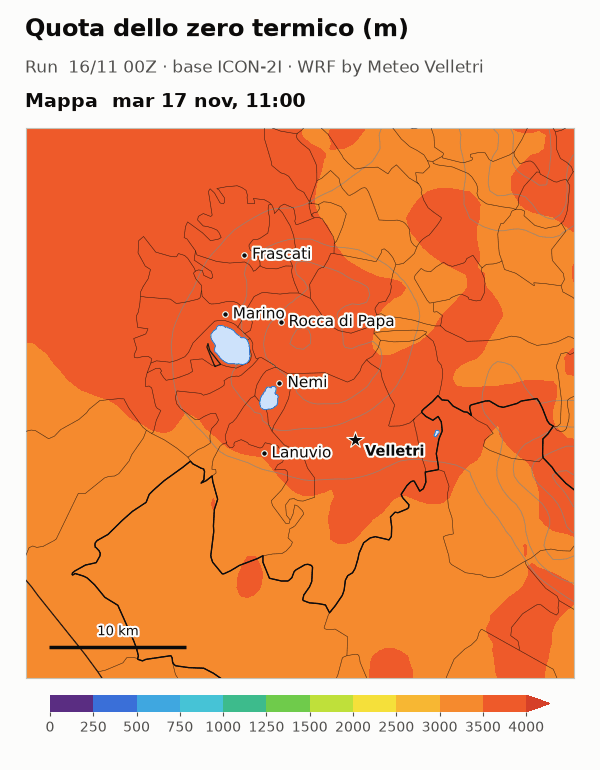 Quota dello zero termico (m)
Run  16/11 00Z · base ICON-2I · WRF by Meteo Velletri
Mappa  mar 17 nov, 11:00
Frascati
Marino
Rocca di Papa
Nemi
Velletri
Lanuvio
10 km
0 250 500 750 1000 1250 1500 2000 2500 3000 3500 4000